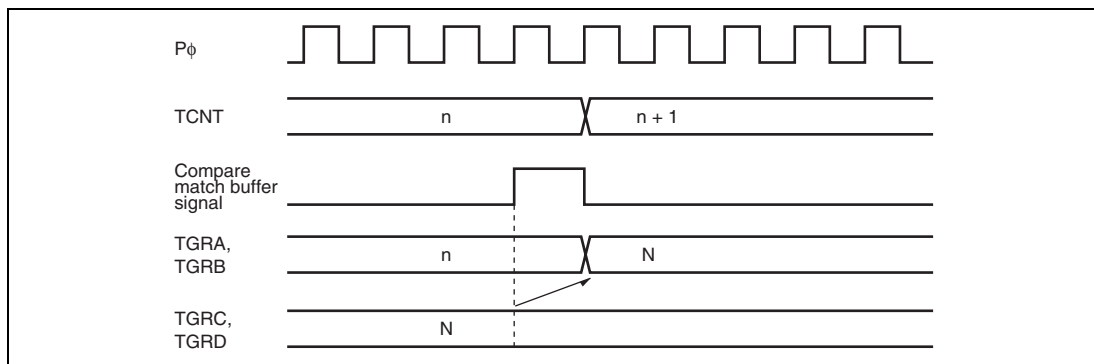 Pϕ
TCNT
n
n + 1
Compare
match buffer
signal
TGRA,
TGRB
n
N
TGRC,
TGRD
N